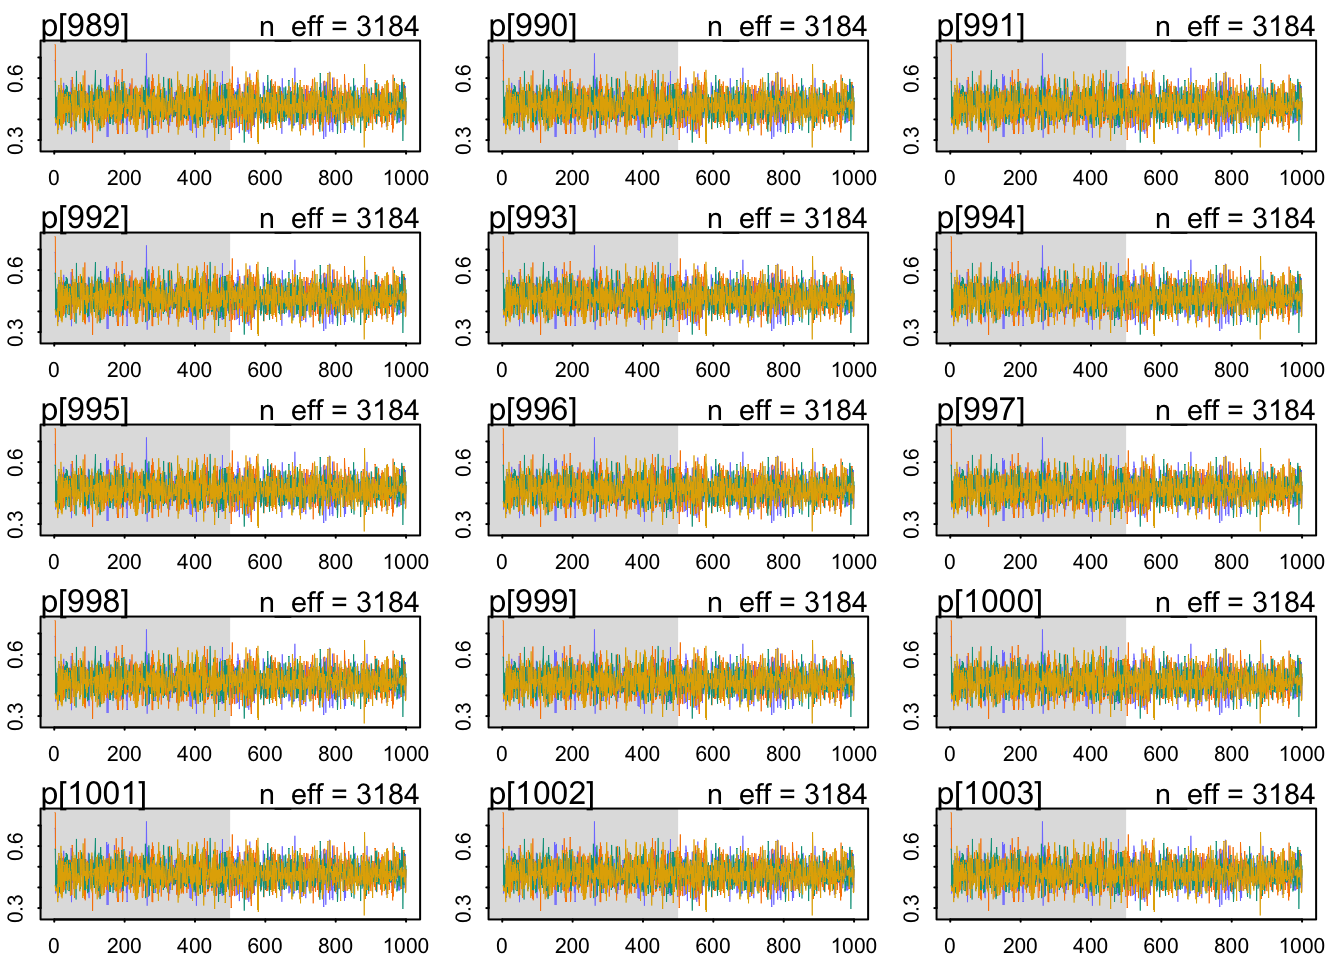 p[989] n_eff = 3184 p[990] n_eff = 3184 p[991] n_eff = 3184
0.3 0.6 0.3 0.6 0.3 0.6
0 200 400 600 800 1000 0 200 400 600 800 1000 0 200 400 600 800 1000
p[992] n_eff = 3184 p[993] n_eff = 3184 p[994] n_eff = 3184
0.3 0.6 0.3 0.6 0.3 0.6
0 200 400 600 800 1000 0 200 400 600 800 1000 0 200 400 600 800 1000
p[995] n_eff = 3184 p[996] n_eff = 3184 p[997] n_eff = 3184
0.3 0.6 0.3 0.6 0.3 0.6
0 200 400 600 800 1000 0 200 400 600 800 1000 0 200 400 600 800 1000
p[998] n_eff = 3184 p[999] n_eff = 3184 p[1000] n_eff = 3184
0.3 0.6 0.3 0.6 0.3 0.6
0 200 400 600 800 1000 0 200 400 600 800 1000 0 200 400 600 800 1000
p[1001] n_eff = 3184 p[1002] n_eff = 3184 p[1003] n_eff = 3184
0.3 0.6 0.3 0.6 0.3 0.6
0 200 400 600 800 1000 0 200 400 600 800 1000 0 200 400 600 800 1000